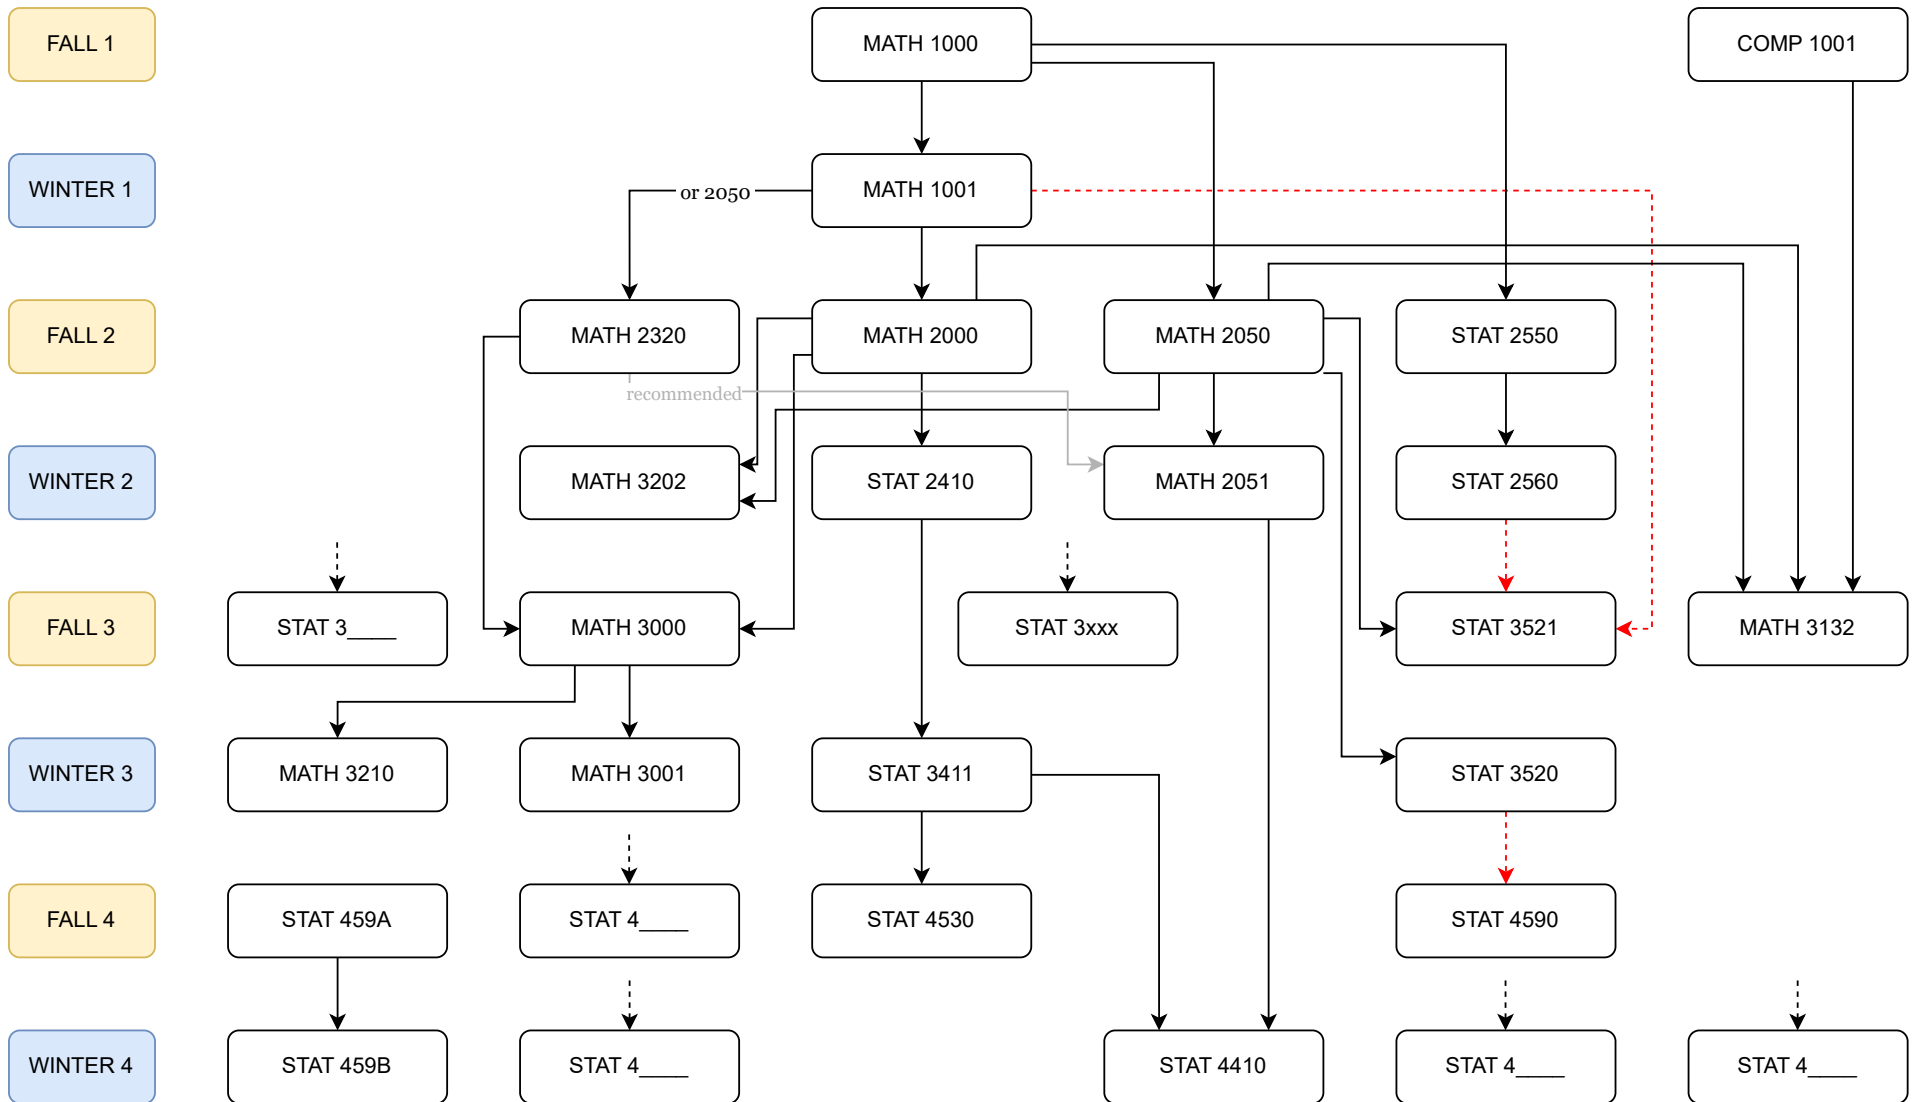 FALL 1
MATH 1000
COMP 1001
WINTER 1
or 2050
MATH 1001
FALL 2
MATH 2320
MATH 2000
MATH 2050
STAT 2550
recommended
WINTER 2
MATH 3202
STAT 2410
MATH 2051
STAT 2560
FALL 3
STAT 3____
MATH 3000
STAT 3xxx
STAT 3521
MATH 3132
WINTER 3
MATH 3210
MATH 3001
STAT 3411
STAT 3520
FALL 4
STAT 459A
STAT 4____
STAT 4530
STAT 4590
WINTER 4
STAT 459B
STAT 4____
STAT 4410
STAT 4____
STAT 4____